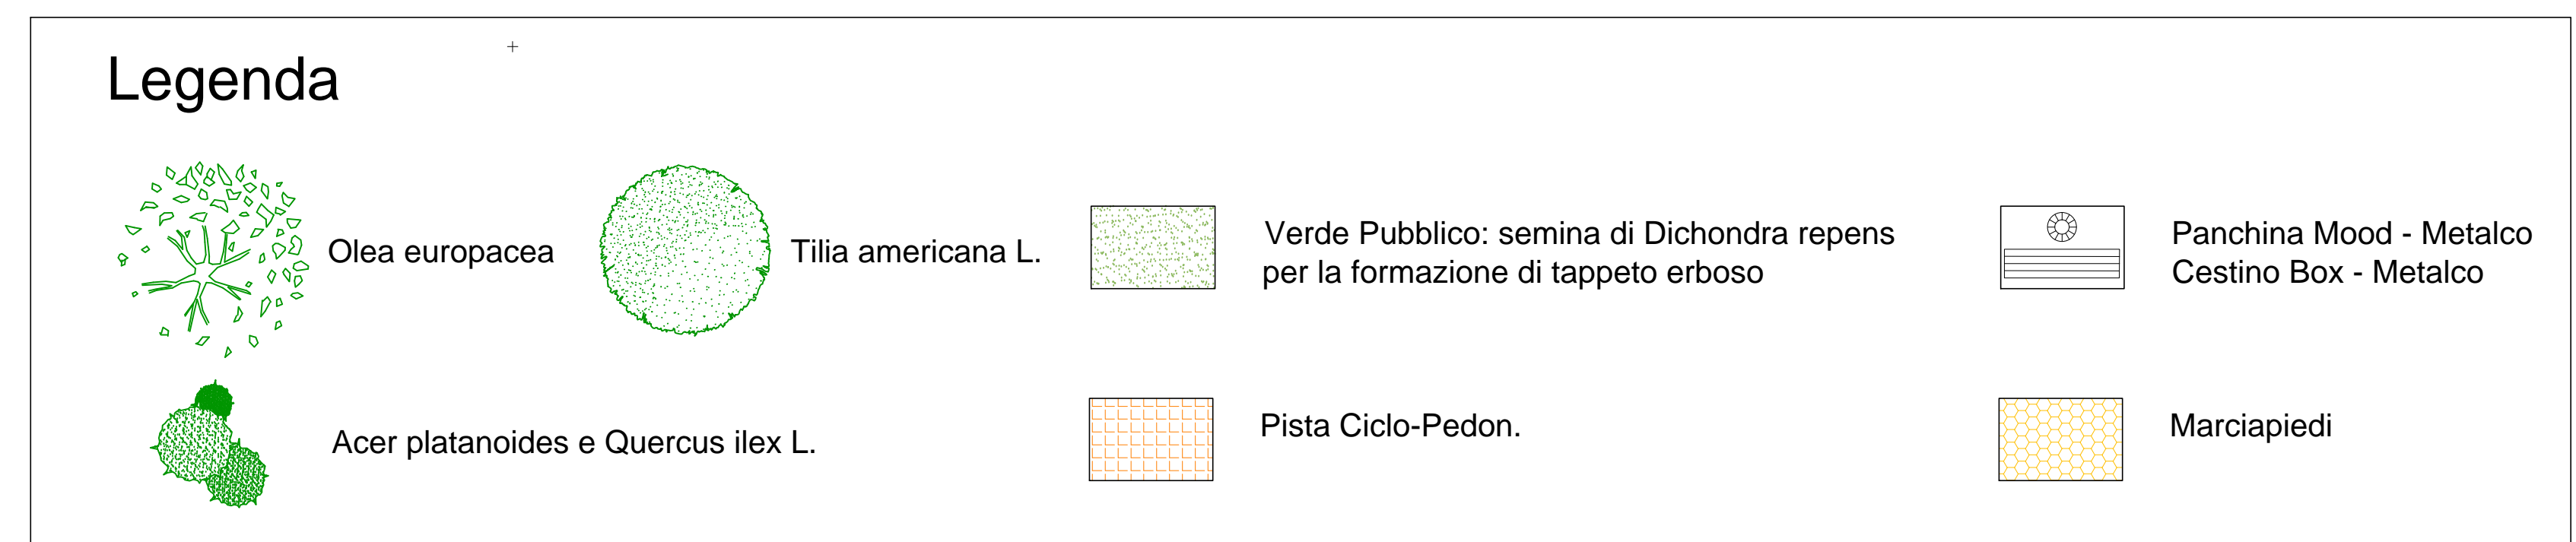 Legenda
Olea europacea
Tilia americana L.
Verde Pubblico: semina di Dichondra repens
per la formazione di tappeto erboso
Panchina Mood - Metalco
Cestino Box - Metalco
Acer platanoides e Quercus ilex L.
Pista Ciclo-Pedon.
Marciapiedi